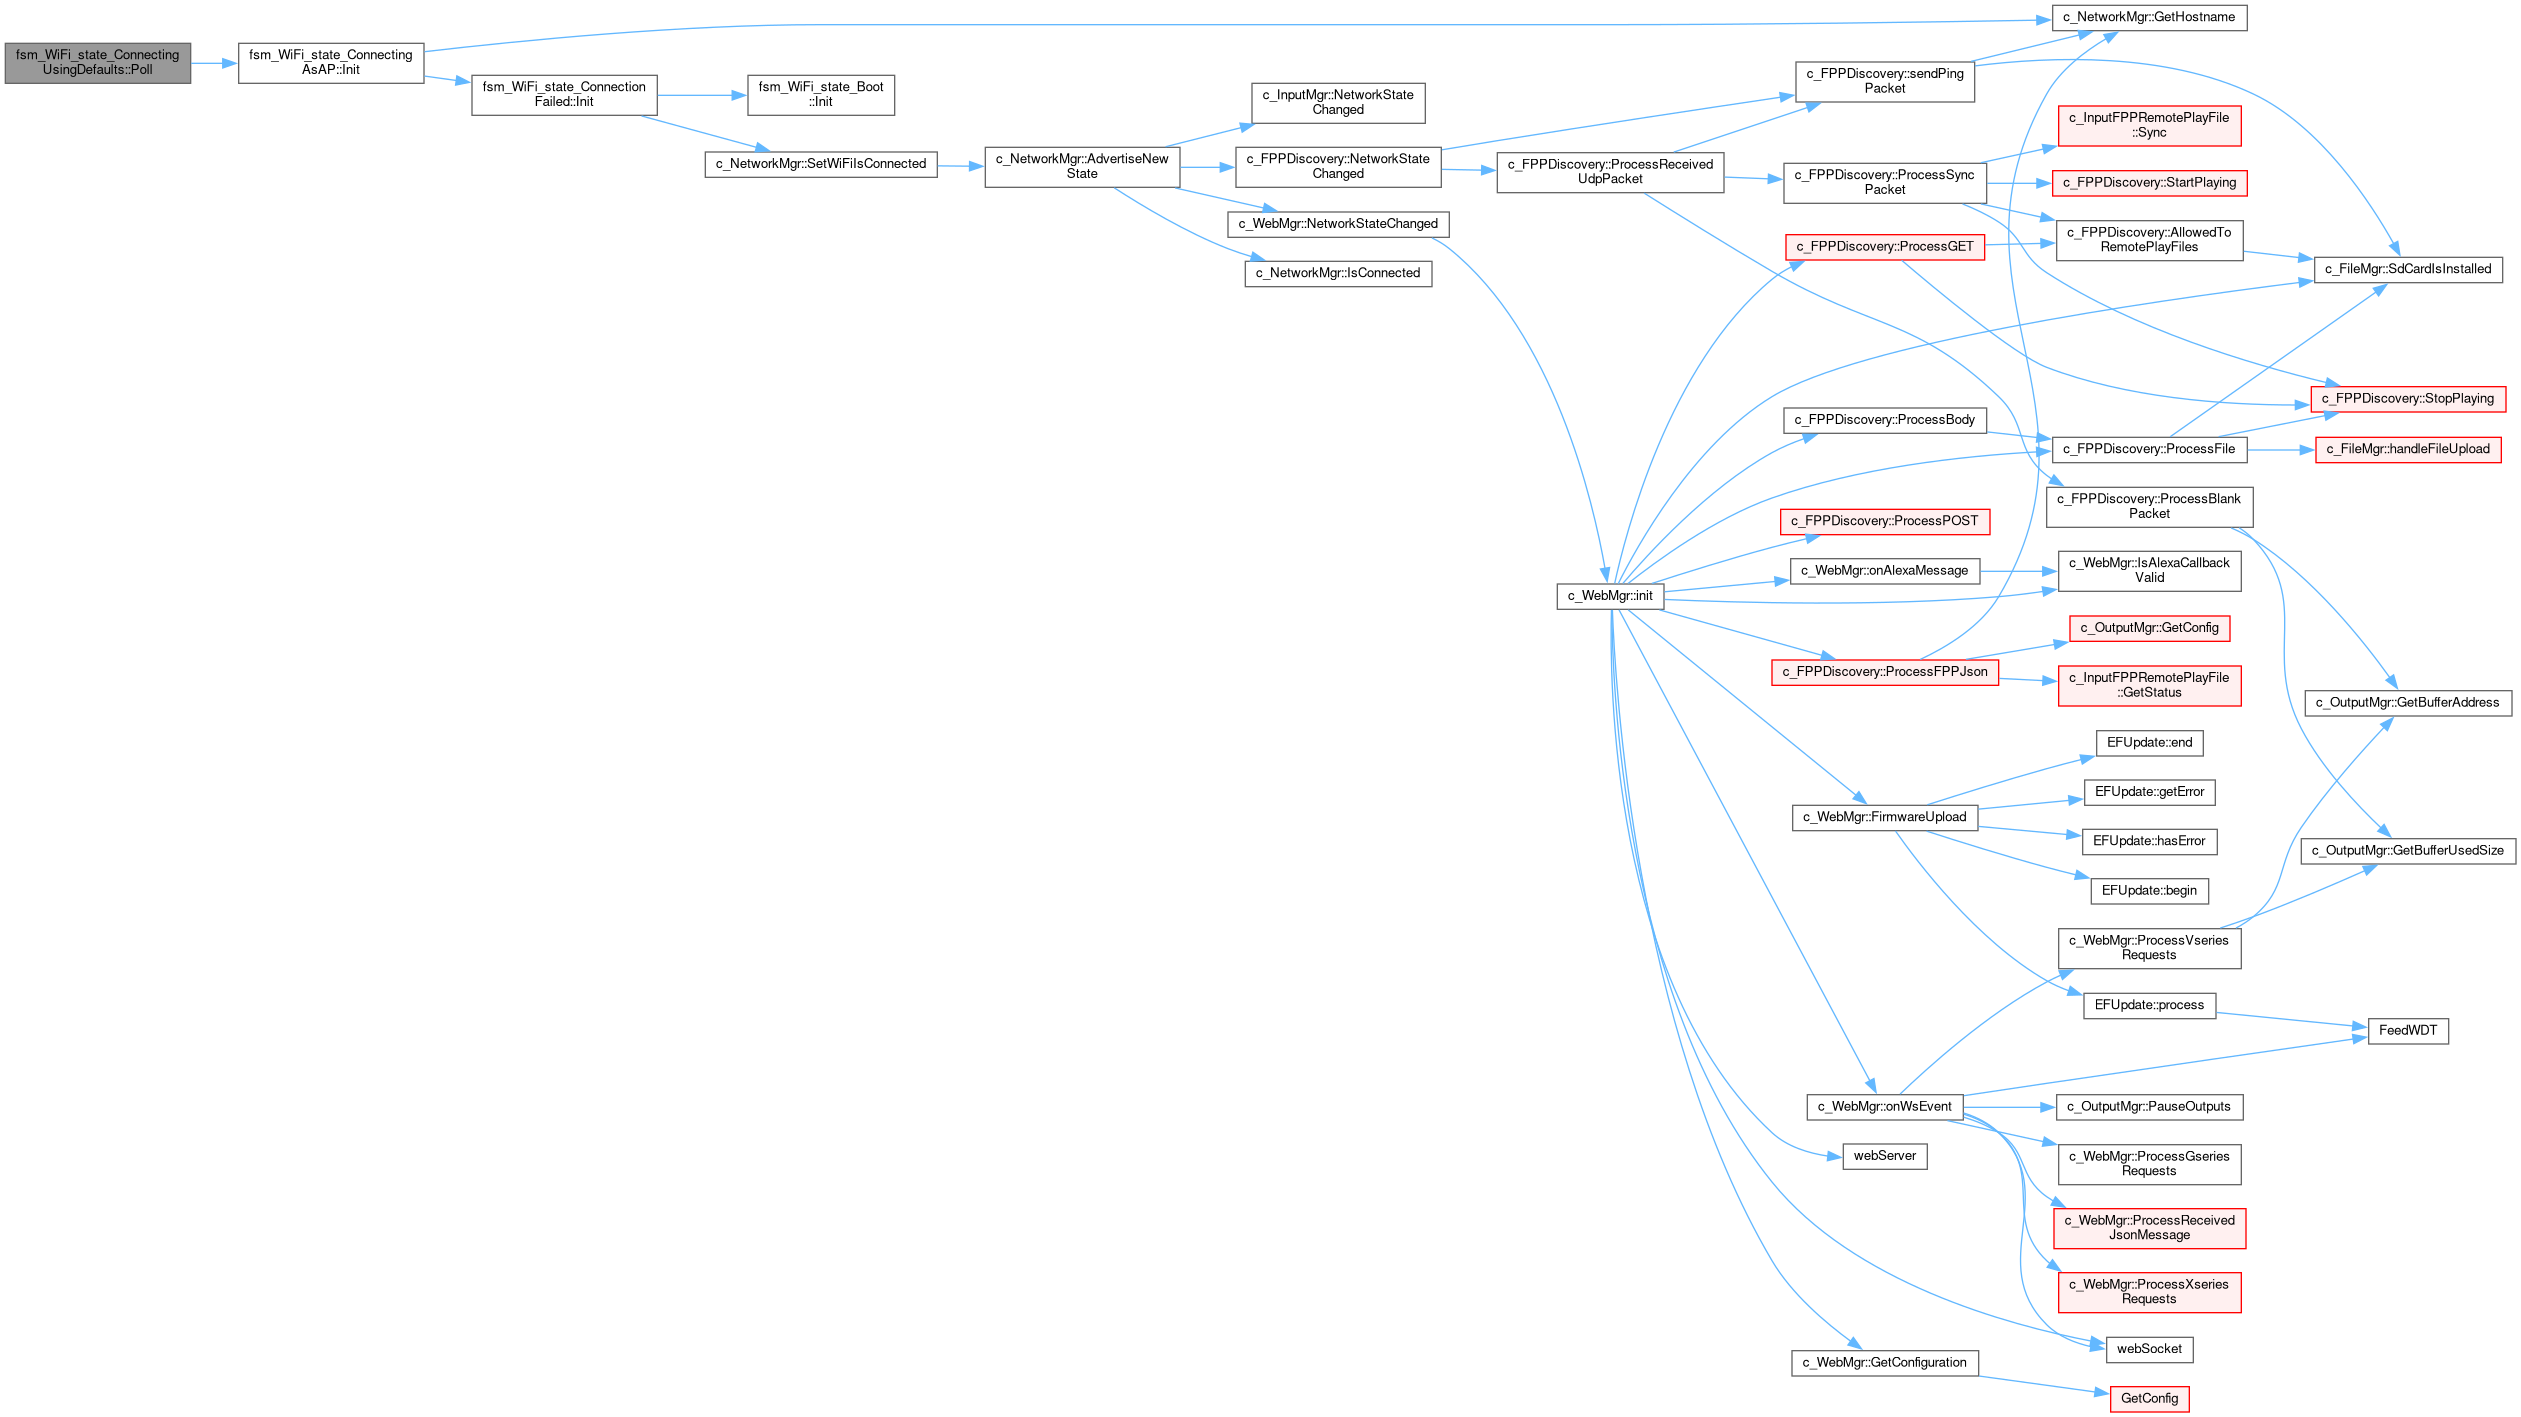 fsm_WiFi_state_Connecting
UsingDefaults::Poll
fsm_WiFi_state_Connecting
AsAP::Init
fsm_WiFi_state_Connection
Failed::Init
fsm_WiFi_state_Boot
::Init
c_NetworkMgr::SetWiFiIsConnected
c_NetworkMgr::AdvertiseNew
State
c_InputMgr::NetworkState
Changed
c_FPPDiscovery::NetworkState
Changed
c_WebMgr::NetworkStateChanged
c_NetworkMgr::IsConnected
c_FPPDiscovery::ProcessReceived
UdpPacket
c_WebMgr::init
c_FPPDiscovery::sendPing
Packet
c_FPPDiscovery::ProcessSync
Packet
c_FPPDiscovery::ProcessGET
c_FPPDiscovery::ProcessBody
c_FPPDiscovery::ProcessPOST
c_WebMgr::onAlexaMessage
c_FPPDiscovery::ProcessFPPJson
c_WebMgr::FirmwareUpload
c_WebMgr::onWsEvent
webServer
c_WebMgr::GetConfiguration
c_NetworkMgr::GetHostname
c_InputFPPRemotePlayFile
::Sync
c_FPPDiscovery::StartPlaying
c_FPPDiscovery::AllowedTo
RemotePlayFiles
c_FPPDiscovery::ProcessFile
c_FPPDiscovery::ProcessBlank
Packet
c_WebMgr::IsAlexaCallback
Valid
c_OutputMgr::GetConfig
c_InputFPPRemotePlayFile
::GetStatus
EFUpdate::end
EFUpdate::getError
EFUpdate::hasError
EFUpdate::begin
c_WebMgr::ProcessVseries
Requests
EFUpdate::process
c_OutputMgr::PauseOutputs
c_WebMgr::ProcessGseries
Requests
c_WebMgr::ProcessReceived
JsonMessage
c_WebMgr::ProcessXseries
Requests
webSocket
GetConfig
c_FileMgr::SdCardIsInstalled
c_FPPDiscovery::StopPlaying
c_FileMgr::handleFileUpload
c_OutputMgr::GetBufferAddress
c_OutputMgr::GetBufferUsedSize
FeedWDT